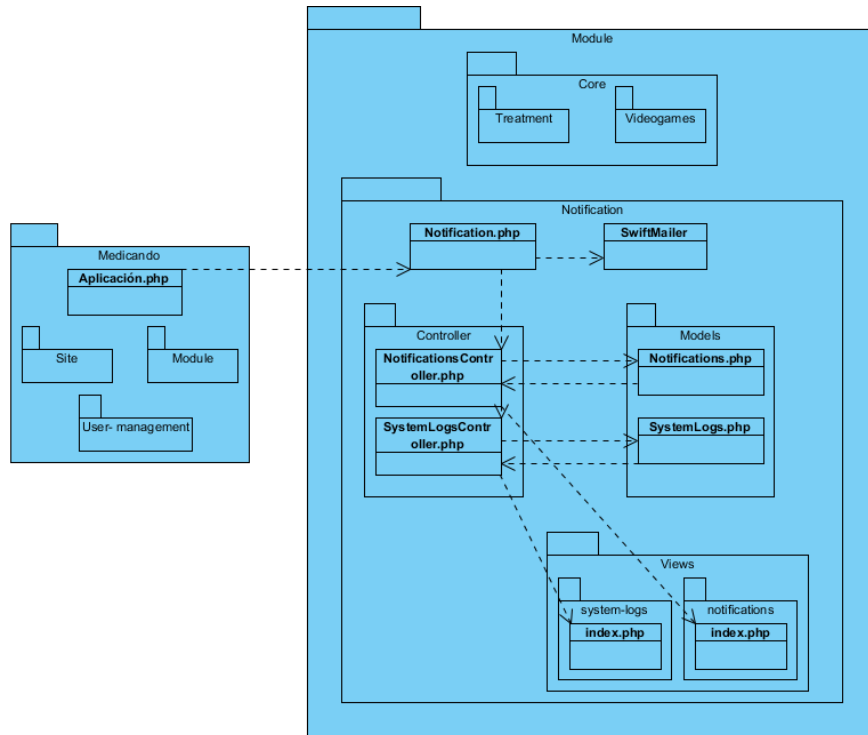 Module
Core
Treatment
Videogames
Notification
Notification.php
SwiftMailer
Medicando
Aplicación.php
Site
Module
User- management
Controller
NotificationsContr
oller.php
SystemLogsContr
oller.php
Models
Notifications.php
SystemLogs.php
Views
system-logs
index.php
notifications
index.php